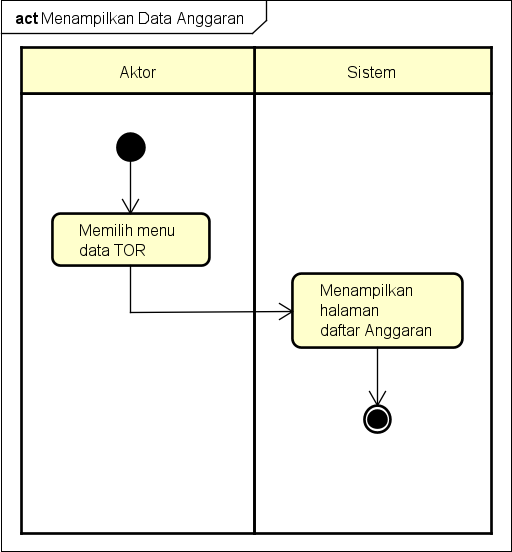 act Menampilkan Data Anggaran
Aktor
Sistem
Memilih menu
data TOR
Menampilkan
halaman
daftar Anggaran